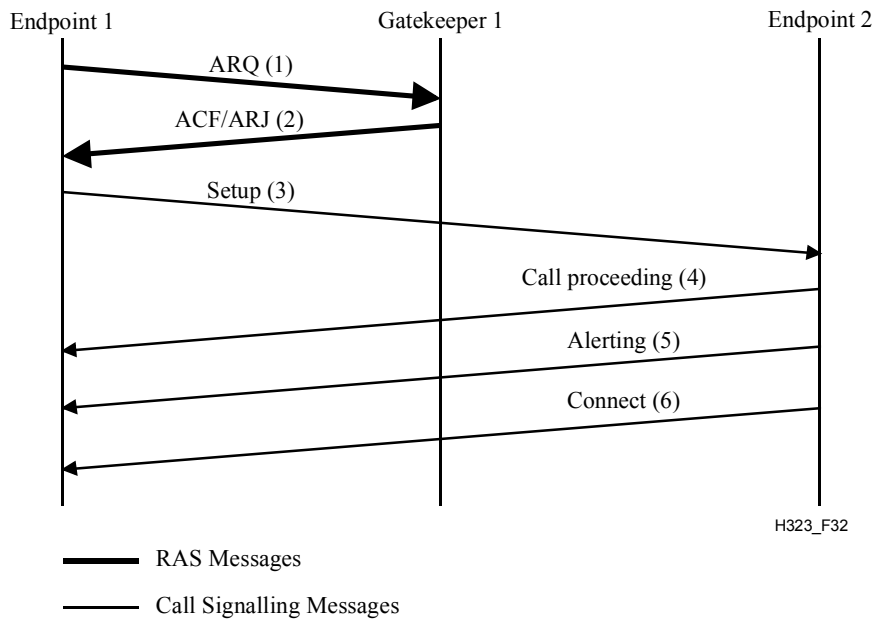 Endpoint 1
Gatekeeper 1
Endpoint 2
ARQ (1)
ACF/ARJ (2)
Setup (3)
Call proceeding (4)
Alerting (5)
Connect (6)
H323_F32
RAS Messages
Call Signalling Messages